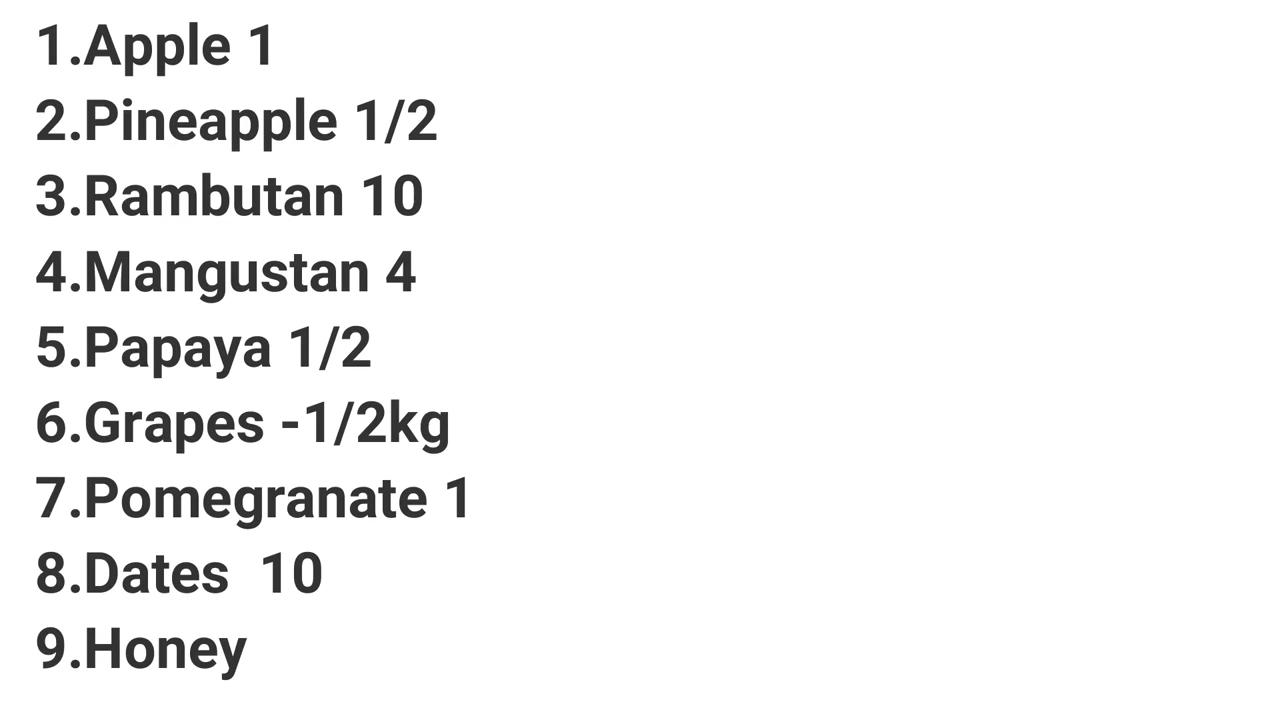 1.Apple 1
2.Pineapple 1/2
3.Rambutan 10
4.Mangustan 4
5.Papaya 1/2
6.Grapes -1/2kg
7.Pomegranate 1
8.Dates  10
9.Honey